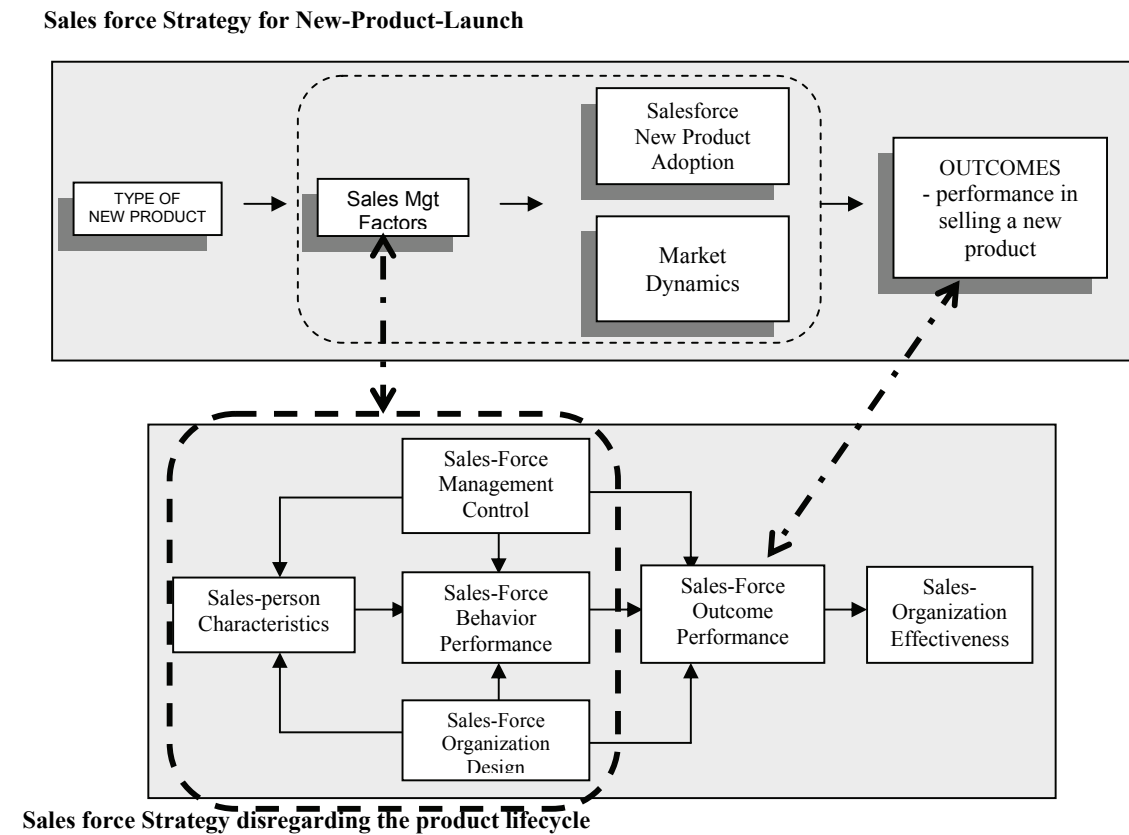 Sales force Strategy for New-Product-Launch
TYPE OF
NEW PRODUCT
Sales Mgt
Factors
Salesforce
New Product
Adoption
Market
Dynamics
OUTCOMES
- performance in
selling a new
product
Sales-Force
Management
Control
Sales-person
Characteristics
Sales-Force
Behavior
Performance
Sales-Force
Outcome
Performance
Sales-
Organization
Effectiveness
Sales-Force
Organization
Design
Sales force Strategy disregarding the product lifecycle